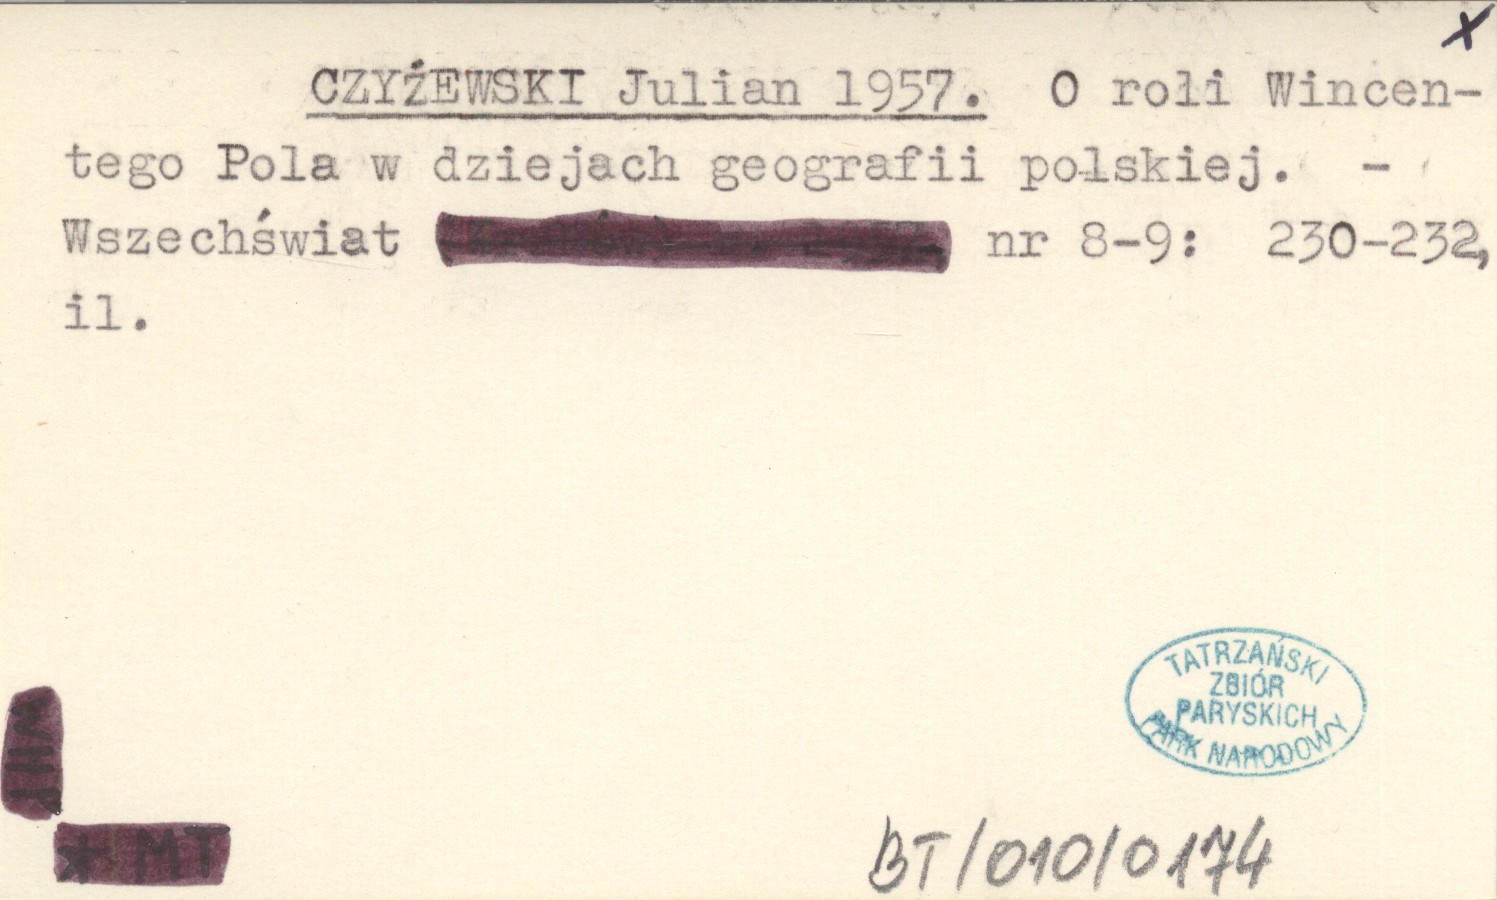 x
CZYŻEWSKI Julian 1957. O roli Wincen-
tego Pola w dziejach geografii polskiej. -
Wszechświat nr 8-9: 230-232,
il.
TATRZAŃSKI
ZBIÓR
PARYSKICH
PARK NARODOWY
* MT
BT/010/0174